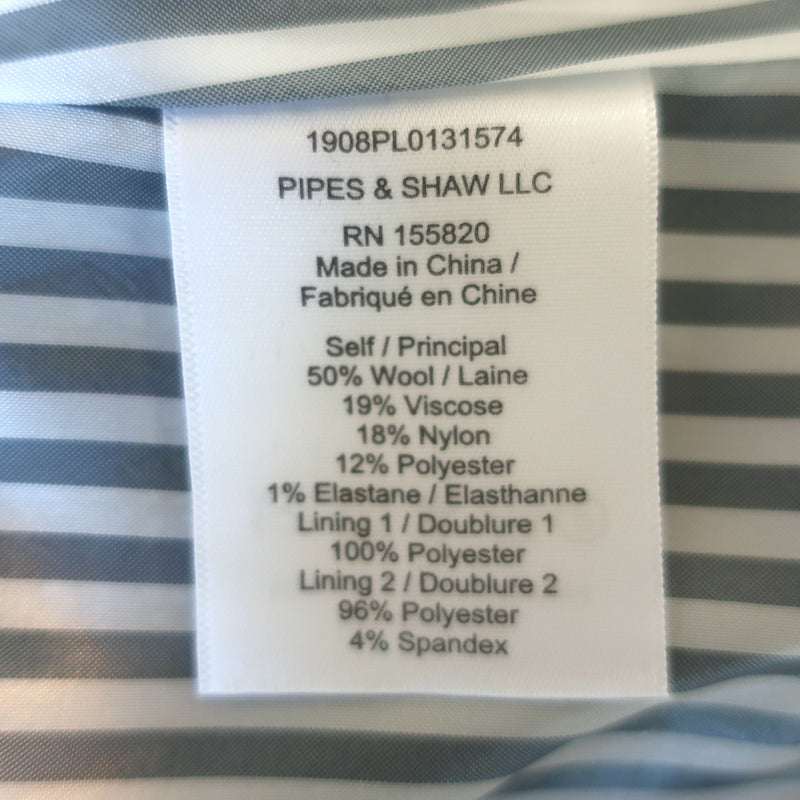 1908PL0131574
PIPES & SHAW LLC
RN 155820
Made in China /
Fabriqué en Chine
Self / Principal
50% Wool / Laine
19% Viscose
18% Nylon
12% Polyester
1% Elastane / Elasthanne
Lining 1 / Doublure 1
100% Polyester
Lining 2 / Doublure 2
96% Polyester
4% Spandex